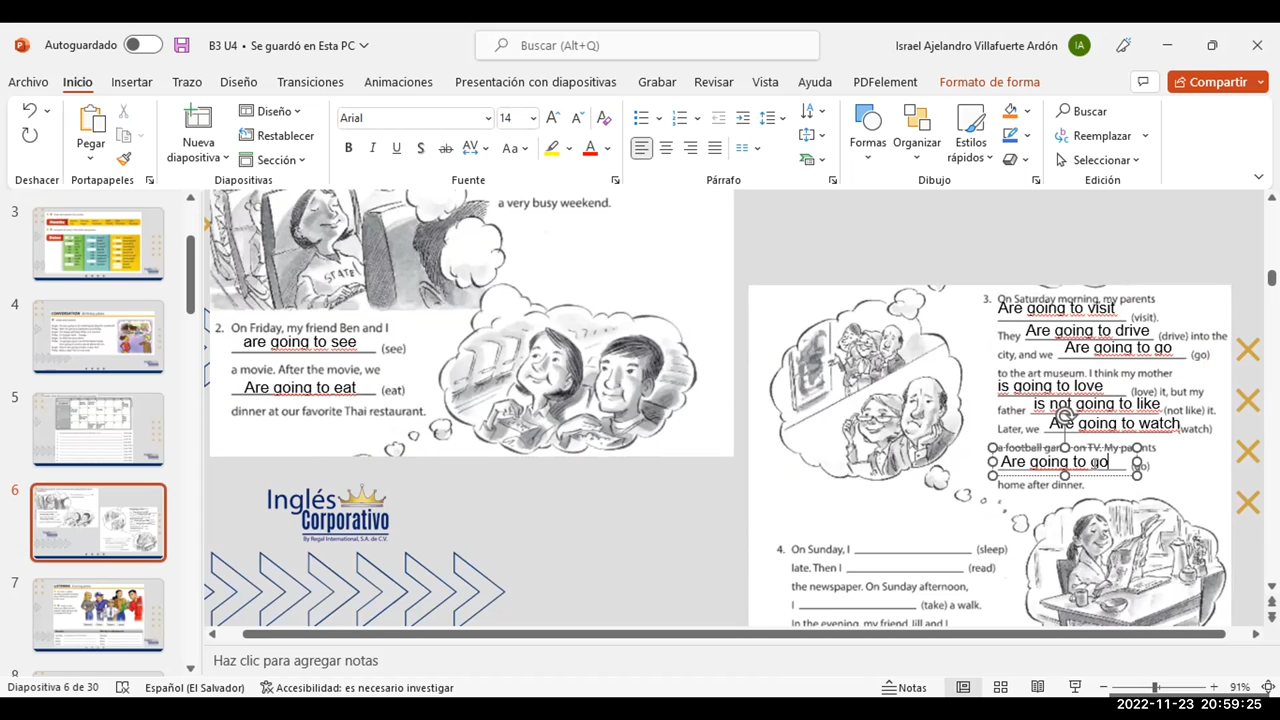 Autoguardado
B3 U4 • Se guardó en Esta PC
Buscar (Alt+Q)
Israel Ajelandro Villafuerte Ardón
IA
Archivo Inicio Insertar Trazo Diseño Transiciones Animaciones Presentación con diapositivas Grabar Revisar Vista Ayuda PDFelement Formato de forma
Compartir
Pegar
Nueva diapositiva
Diseño
Restablecer
Sección
Arial 14
N K S S ab AV Aa A
Formas
Organizar
Estilos rápidos
Buscar
Reemplazar
Seleccionar
Deshacer Portapapeles Diapositivas Fuente Párrafo Dibujo Edición
3
4
5
6
7
8
a very busy weekend.
STATE
2. On Friday, my friend Ben and I
are going to see (see)
a movie. After the movie, we
Are going to eat (eat)
dinner at our favorite Thai restaurant.
Inglés
Corporativo
By Regal International, S.A. de C.V.
3. On Saturday morning, my parents
Are going to visit (visit).
They Are going to drive (drive) into the
city, and we Are going to go (go)
to the art museum. I think my mother
is going to love (love) it, but my
father is not going to like (not like) it.
Later, we Are going to watch watch)
a football game on TV. My parents
Are going to go (go)
home after dinner.
4. On Sunday, I (sleep)
late. Then I (read)
the newspaper. On Sunday afternoon,
I (take) a walk.
In the evening, my friend Jill and I
Haz clic para agregar notas
Diapositiva 6 de 30
Español (El Salvador)
Accesibilidad: es necesario investigar
Notas
91%
2022-11-23 20:59:25